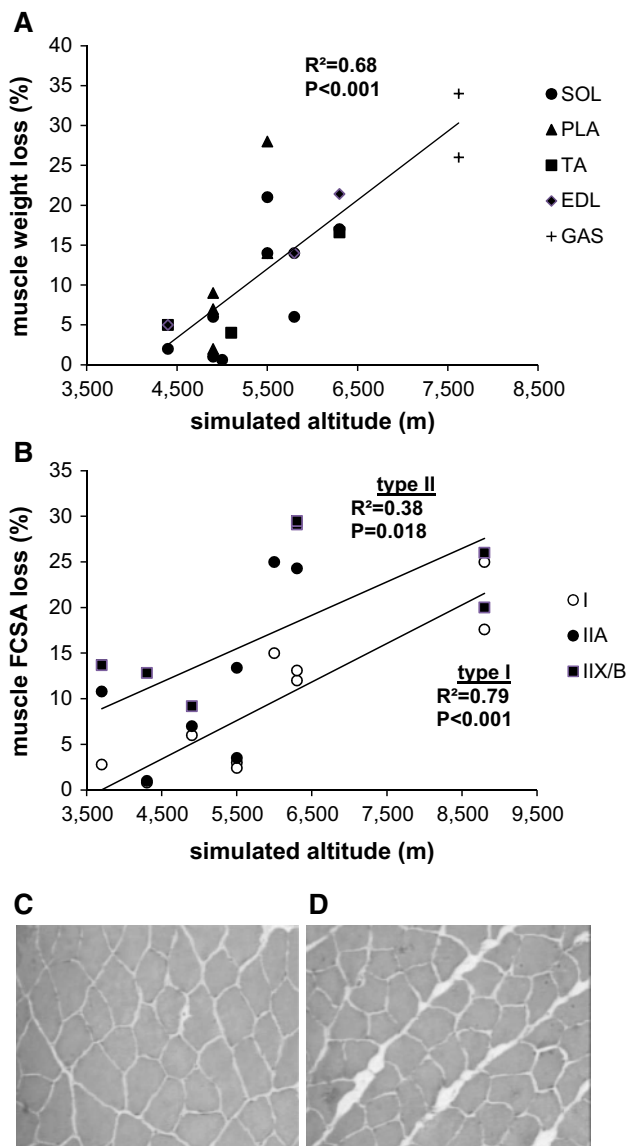 A
muscle weight loss (%)
40
35
30
25
20
15
10
5
0
R²=0.68
P<0.001
SOL
PLA
TA
EDL
GAS
3,500 4,500 5,500 6,500 7,500 8,500
simulated altitude (m)
B
muscle FCSA loss (%)
35
30
25
20
15
10
5
0
type II
R²=0.38
P=0.018
I
IIA
IIX/B
type I
R²=0.79
P<0.001
3,500 4,500 5,500 6,500 7,500 8,500 9,500
simulated altitude (m)
C D